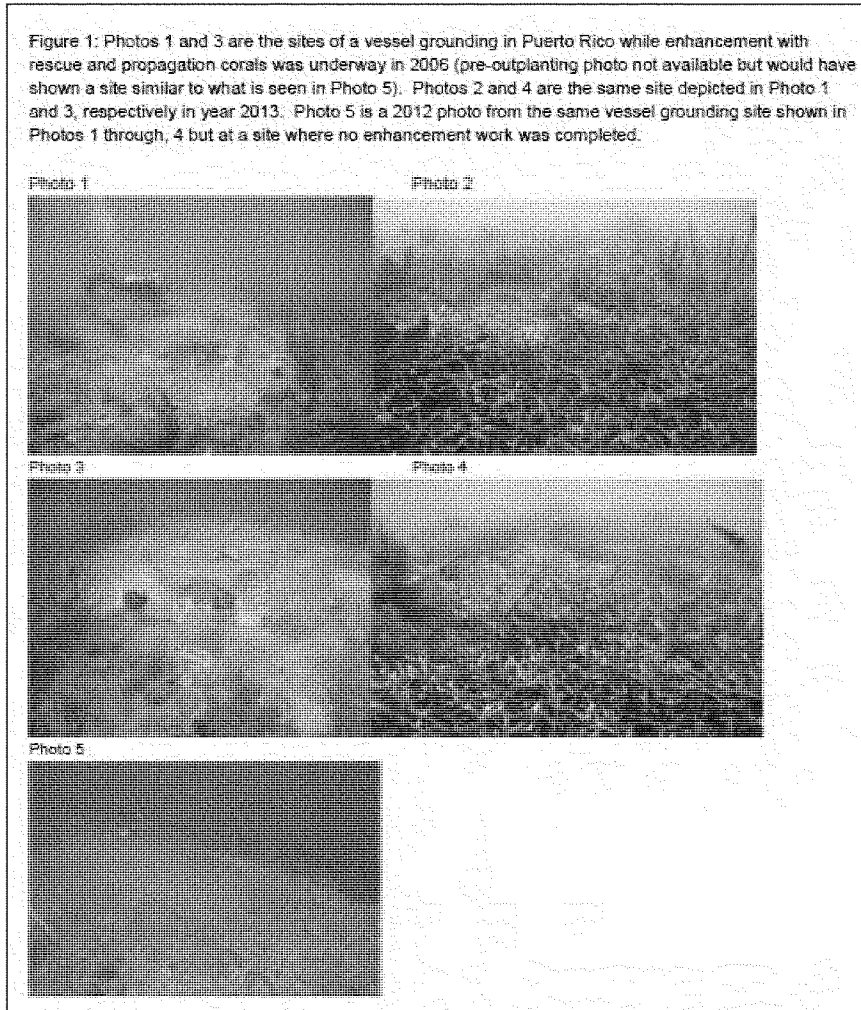 Figure 1: Photos 1 and 3 are the sites of a vessel grounding in Puerto Rico while enhancement with
rescue and propagation corals was underway in 2006 (pre-outplanting photo not available but would have
shown a site similar to what is seen in Photo 5). Photos 2 and 4 are the same site depicted in Photo 1
and 3, respectively in year 2013. Photo 5 is a 2012 photo from the same vessel grounding site shown in
Photos 1 through, 4 but at a site where no enhancement work was completed.
Photo 1 Photo 2
Photo 3 Photo 4
Photo 5